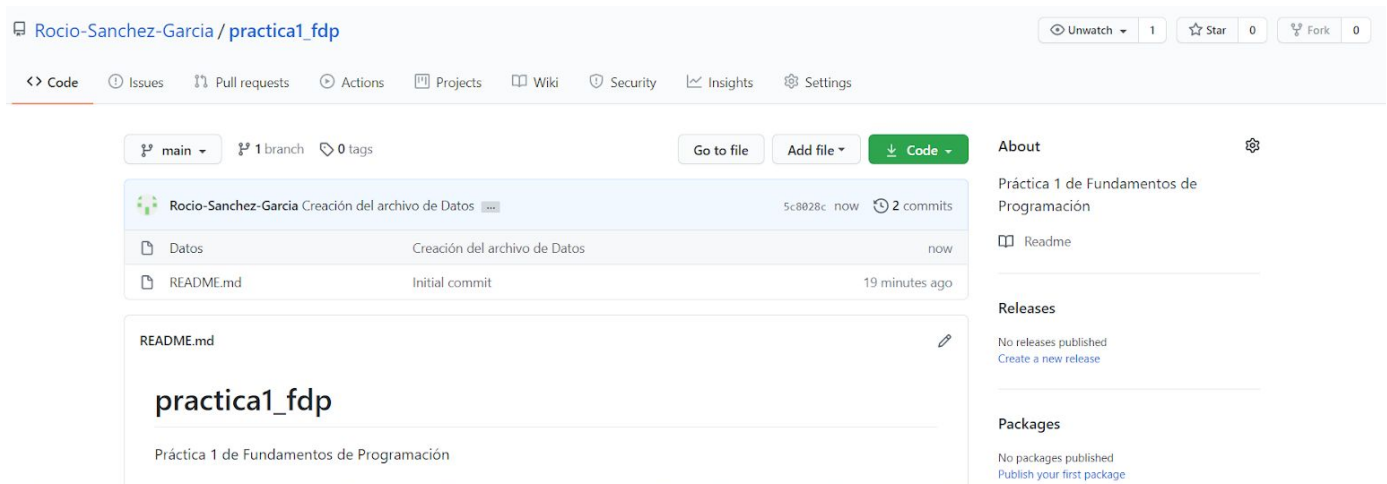 Rocio-Sanchez-Garcia / practica1_fdp
Unwatch 1 Star 0 Fork 0
Code Issues Pull requests Actions Projects Wiki Security Insights Settings
main 1 branch 0 tags Go to file Add file Code
Rocio-Sanchez-Garcia Creación del archivo de Datos ... 5c8028c now 2 commits
Datos Creación del archivo de Datos now
README.md Initial commit 19 minutes ago
README.md
practica1_fdp
Práctica 1 de Fundamentos de Programación
About
Práctica 1 de Fundamentos de
Programación
Readme
Releases
No releases published
Create a new release
Packages
No packages published
Publish your first package